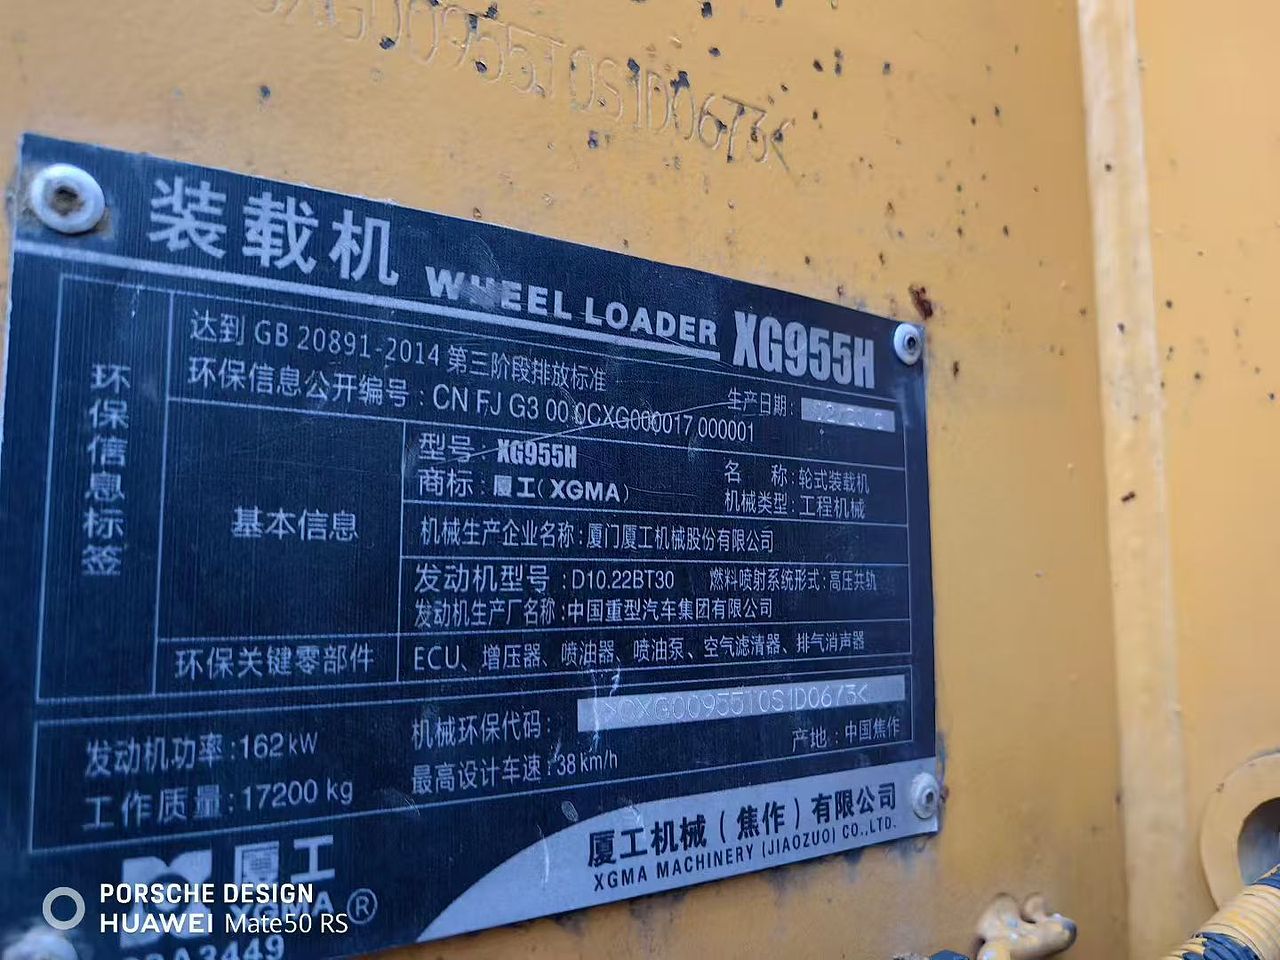 CXG00955T0S1D0673<
装载机 WHEEL LOADER XG955H
环保信息标签
达到 GB 20891-2014 第三阶段排放标准
生产日期:
环保信息公开编号:CN FJ G3 00 0CXG000017 000001
基本信息
型号:XG955H
名 称:轮式装载机
商标:厦工(XGMA)
机械类型:工程机械
机械生产企业名称:厦门厦工机械股份有限公司
发动机型号:D10.22BT30 燃料喷射系统形式:高压共轨
发动机生产厂名称:中国重型汽车集团有限公司
环保关键零部件
ECU、增压器、喷油器、喷油泵、空气滤清器、排气消声器
发动机功率:162kW
机械环保代码:>CXG00955T0S1D0673<
工作质量:17200 kg
最高设计车速:38km/h
产地:中国焦作
厦工
XGMA®
厦工机械(焦作)有限公司
XGMA MACHINERY (JIAOZUO) CO.,LTD.
PORSCHE DESIGN
HUAWEI Mate50 RS